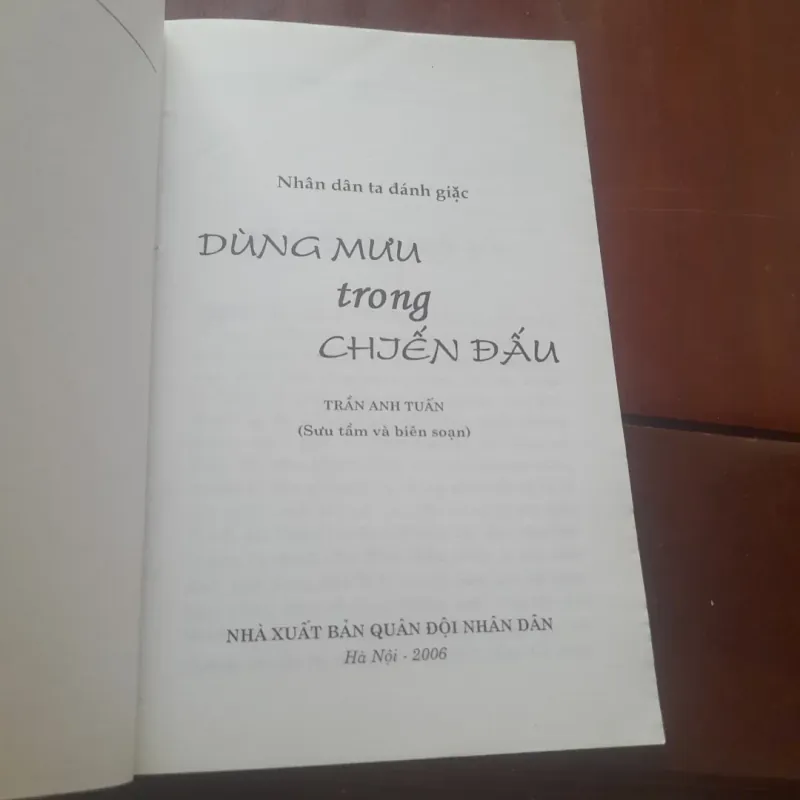 Nhân dân ta đánh giặc
DÙNG MƯU
trong
CHIẾN ĐẤU
TRẦN ANH TUẤN
(Sưu tầm và biên soạn)
NHÀ XUẤT BẢN QUÂN ĐỘI NHÂN DÂN
Hà Nội - 2006